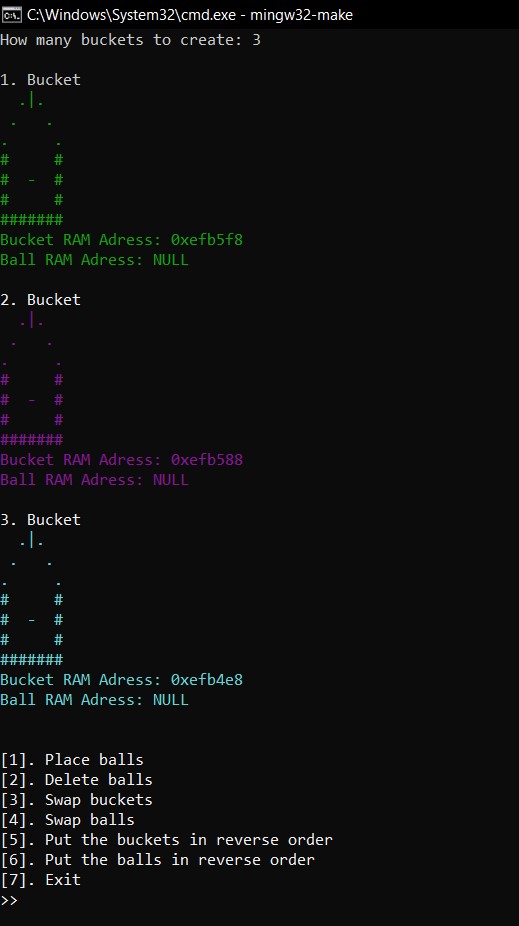 C:\Windows\System32\cmd.exe - mingw32-make
How many buckets to create: 3

1. Bucket
  .|.
 .   .
.     .
#     #
#  -  #
#     #
#######
Bucket RAM Adress: 0xefb5f8
Ball RAM Adress: NULL

2. Bucket
  .|.
 .   .
.     .
#     #
#  -  #
#     #
#######
Bucket RAM Adress: 0xefb588
Ball RAM Adress: NULL

3. Bucket
  .|.
 .   .
.     .
#     #
#  -  #
#     #
#######
Bucket RAM Adress: 0xefb4e8
Ball RAM Adress: NULL


[1]. Place balls
[2]. Delete balls
[3]. Swap buckets
[4]. Swap balls
[5]. Put the buckets in reverse order
[6]. Put the balls in reverse order
[7]. Exit
>>